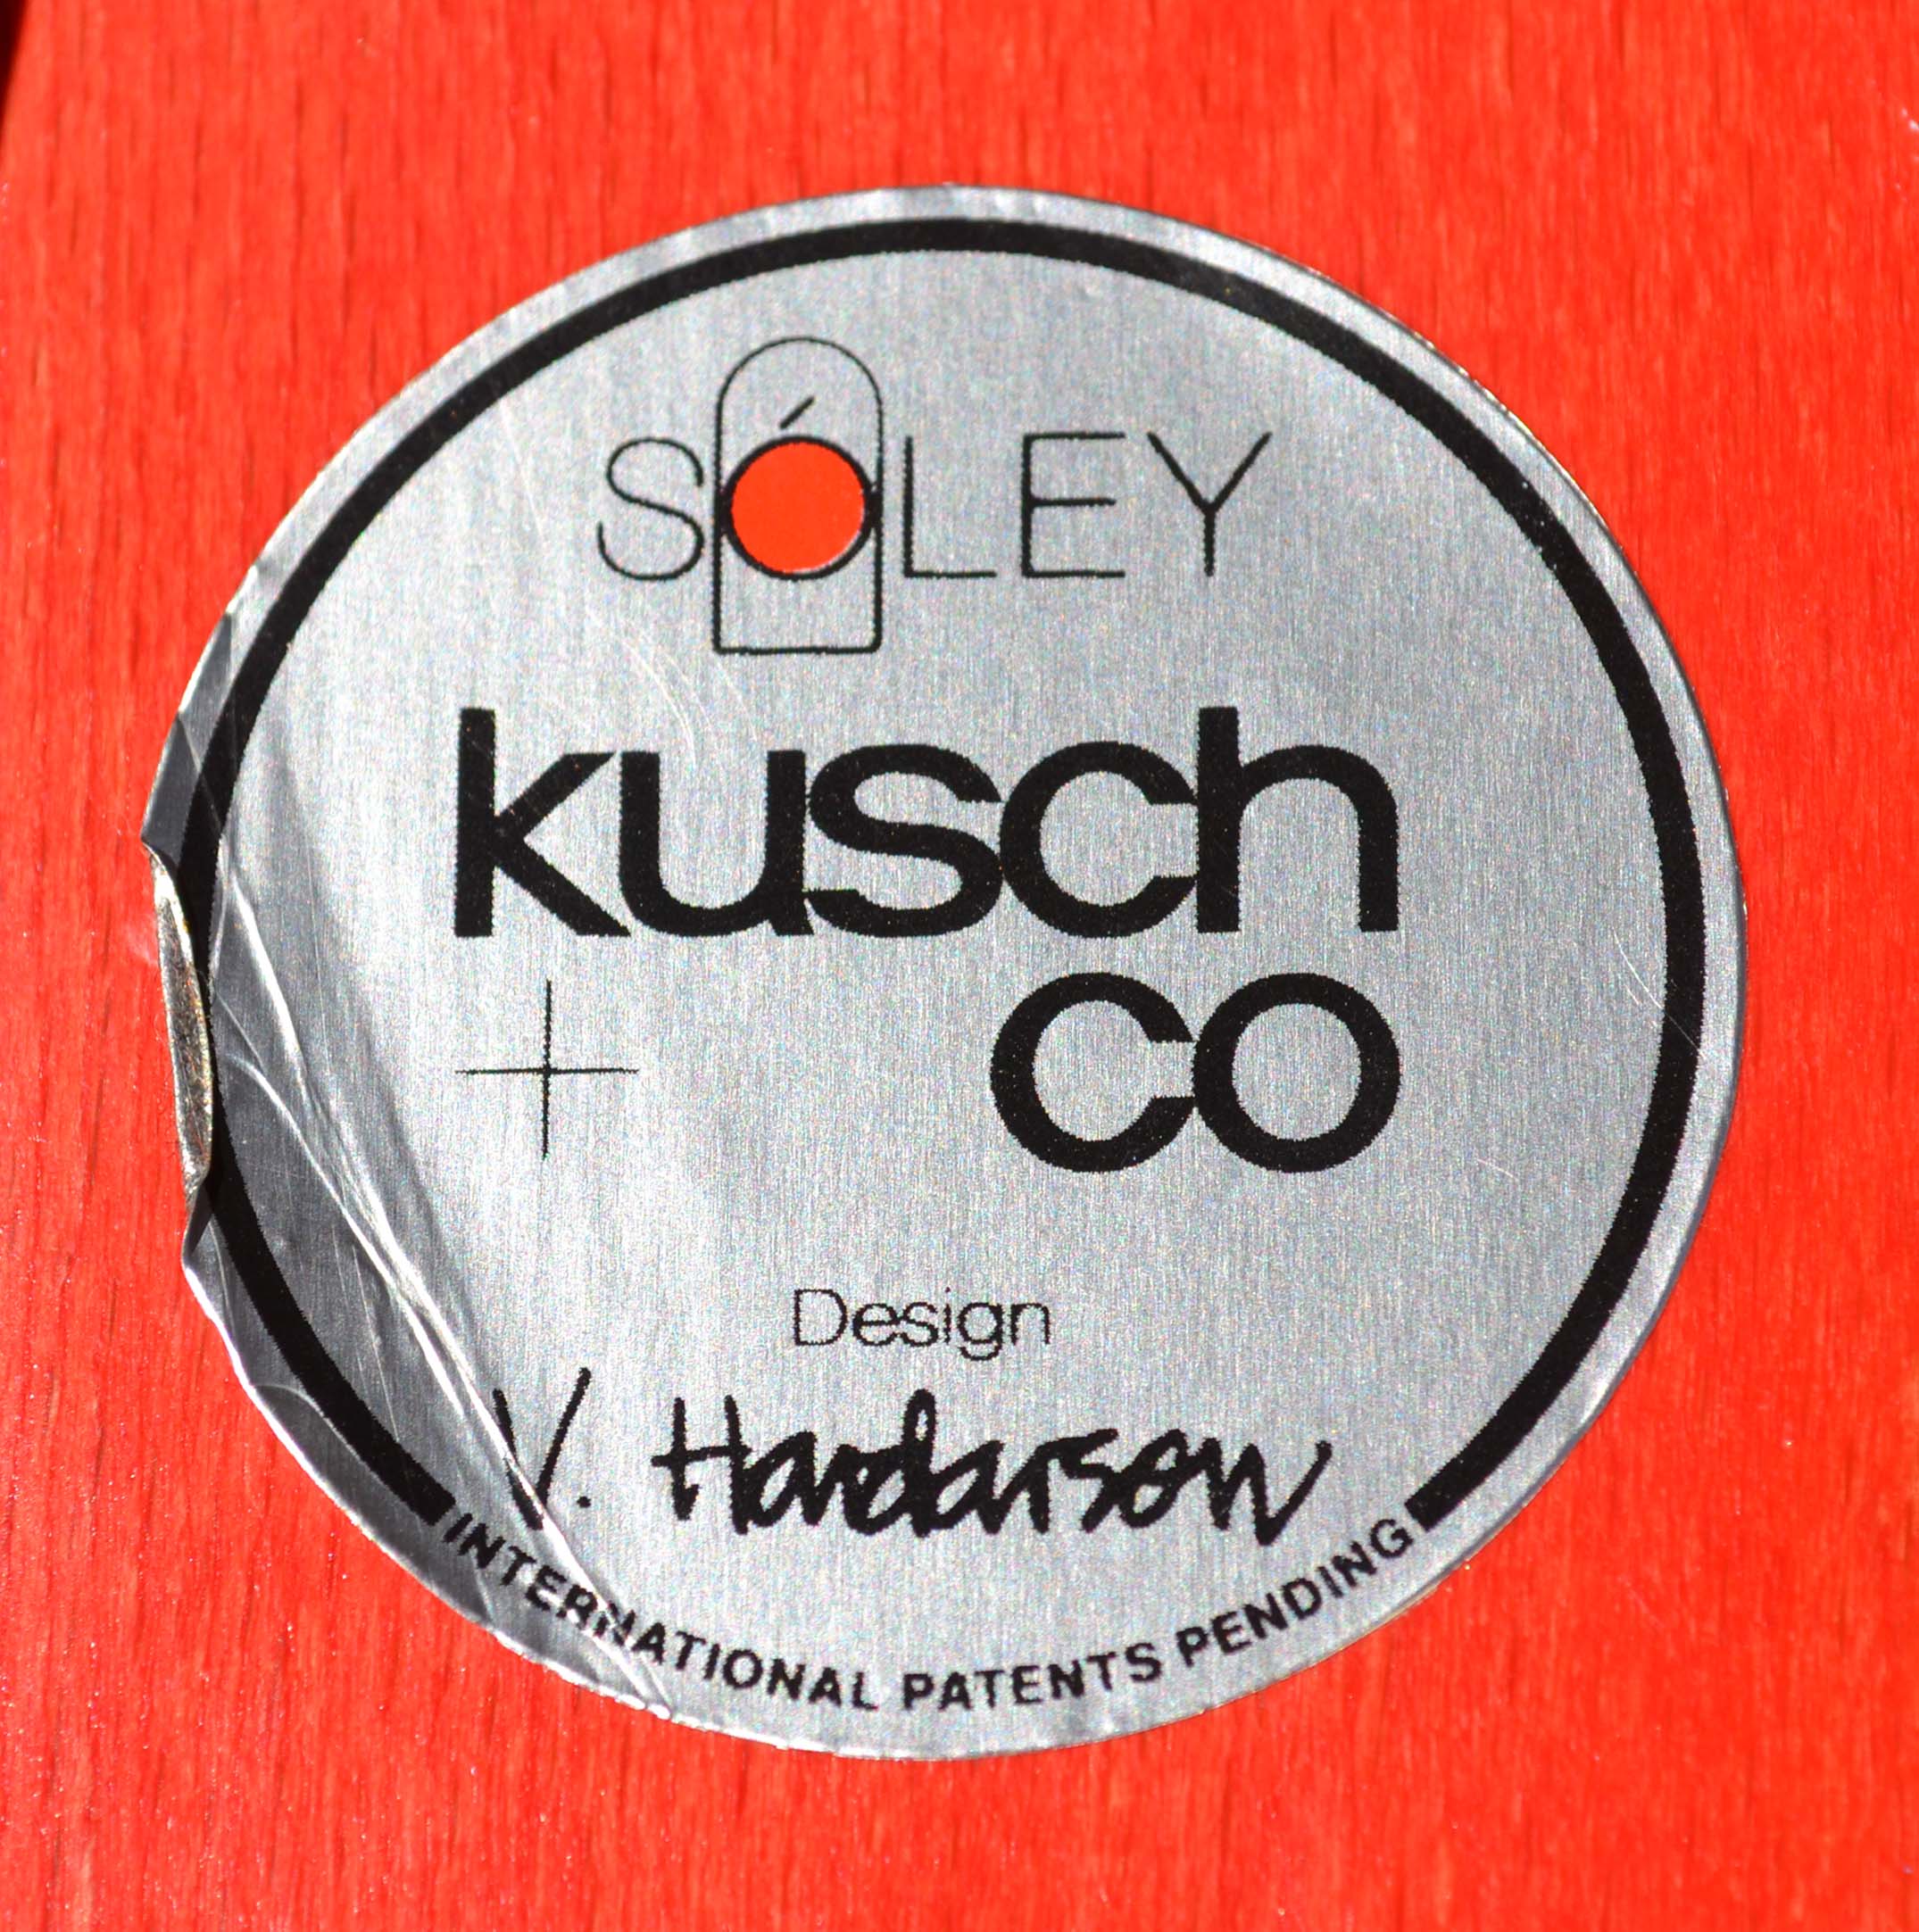 SÓLEY
kusch
+ co
Design
V. Hardarson
INTERNATIONAL PATENTS PENDING